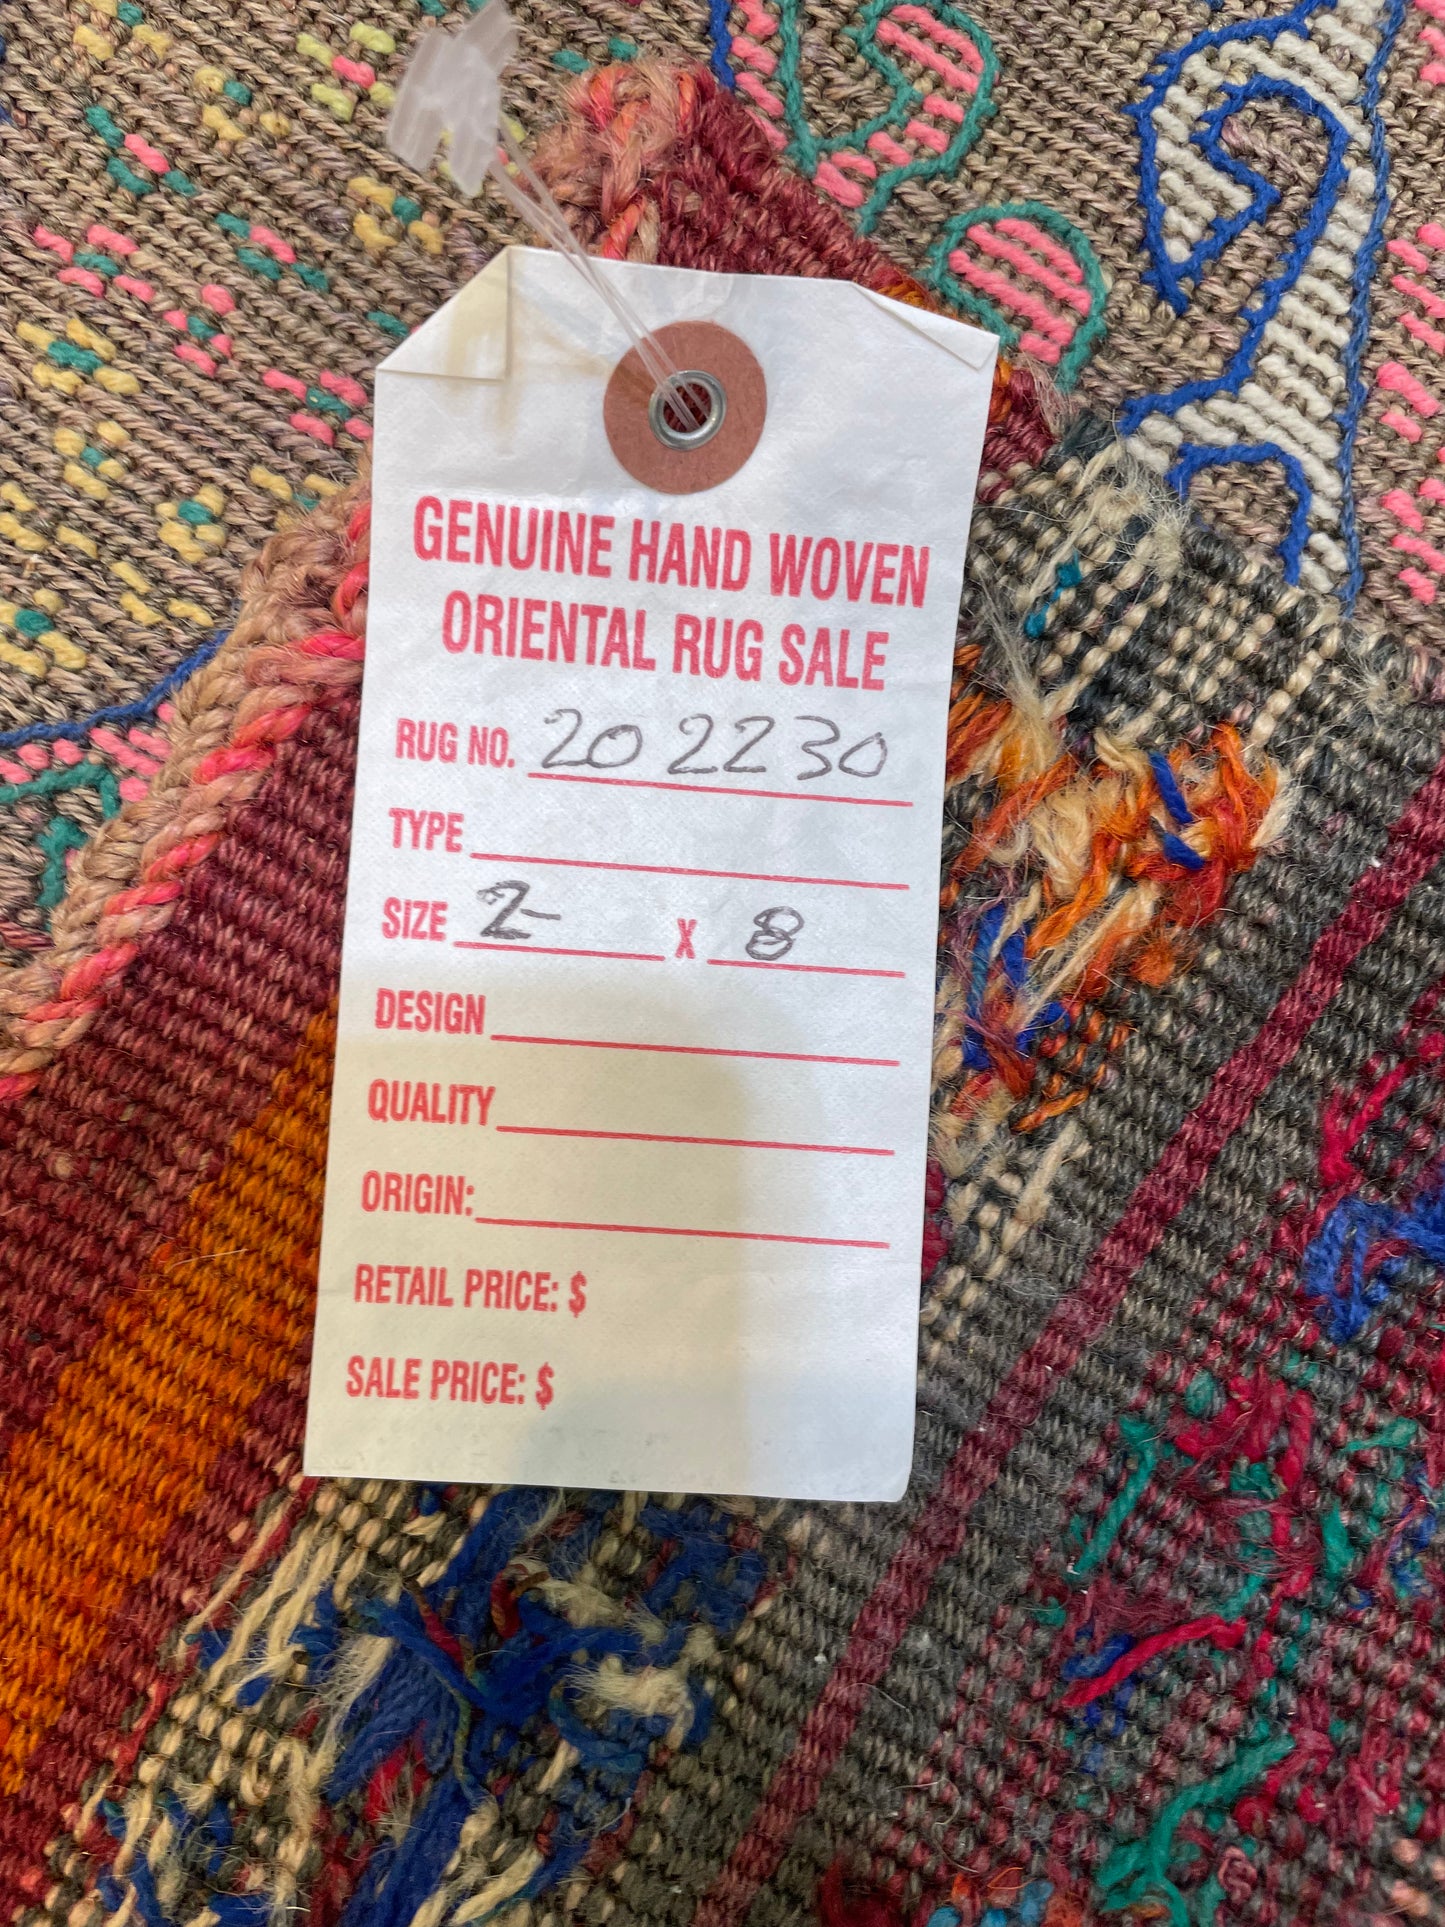 GENUINE HAND WOVEN
ORIENTAL RUG SALE
RUG NO. 202230
TYPE
SIZE 2- X 8
DESIGN
QUALITY
ORIGIN:
RETAIL PRICE: $
SALE PRICE: $